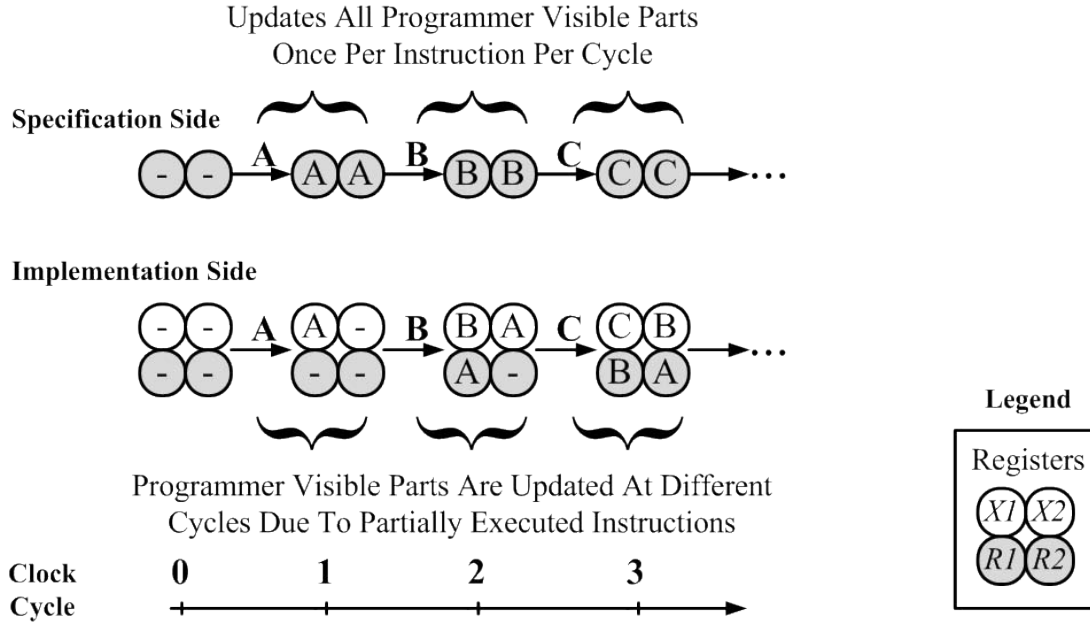 Updates All Programmer Visible Parts
Once Per Instruction Per Cycle
Specification Side
- - A A A B B B C C C ...
Implementation Side
- - A A - B B A C C B
- - - - A - B A ...
Programmer Visible Parts Are Updated At Different
Cycles Due To Partially Executed Instructions
Clock 0 1 2 3
Cycle
Legend
Registers
X1 X2
R1 R2